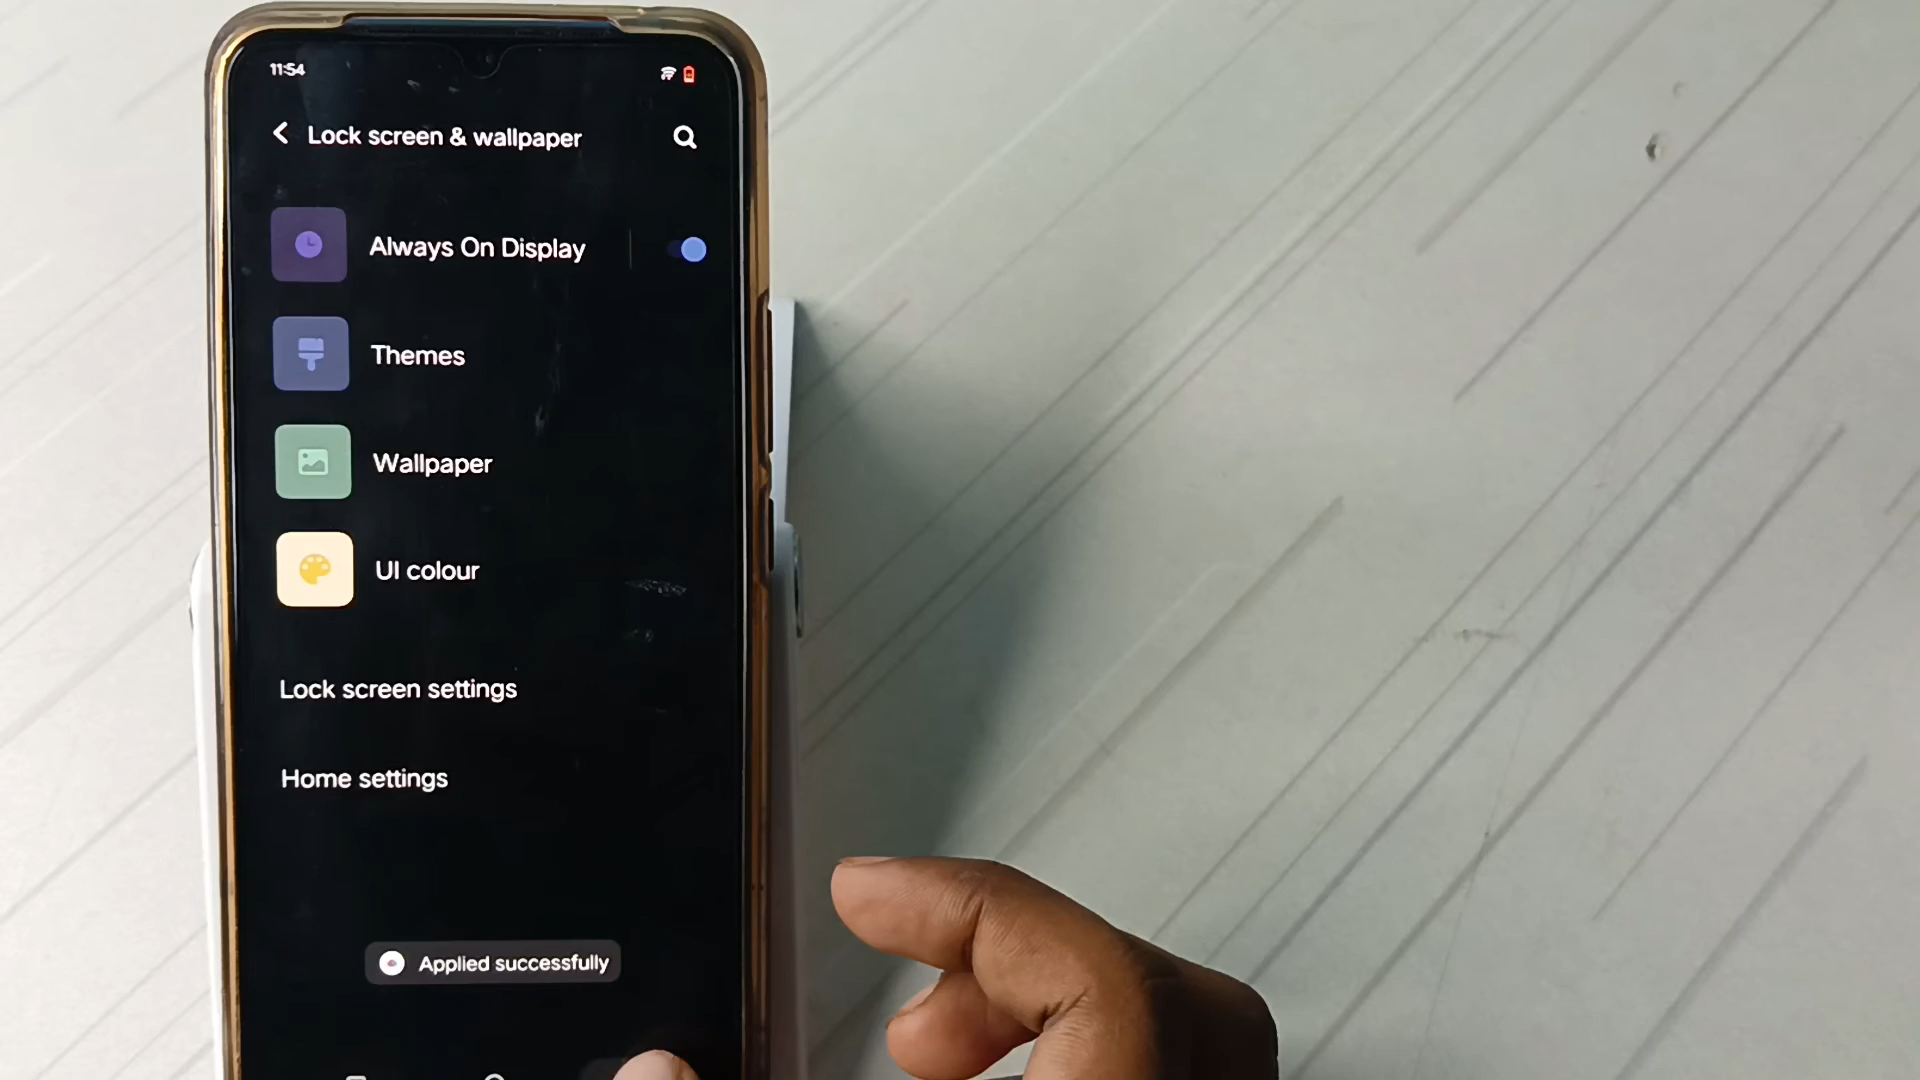 11:54
Lock screen & wallpaper
Always On Display
Themes
Wallpaper
UI colour
Lock screen settings
Home settings
Applied successfully